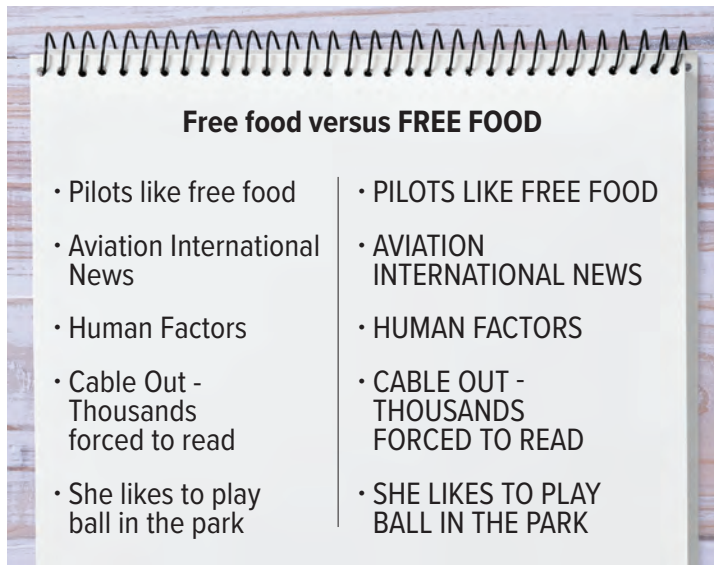 Free food versus FREE FOOD
· Pilots like free food
· Aviation International
News
· Human Factors
· Cable Out -
Thousands
forced to read
· She likes to play
ball in the park
· PILOTS LIKE FREE FOOD
· AVIATION
INTERNATIONAL NEWS
· HUMAN FACTORS
· CABLE OUT -
THOUSANDS
FORCED TO READ
· SHE LIKES TO PLAY
BALL IN THE PARK